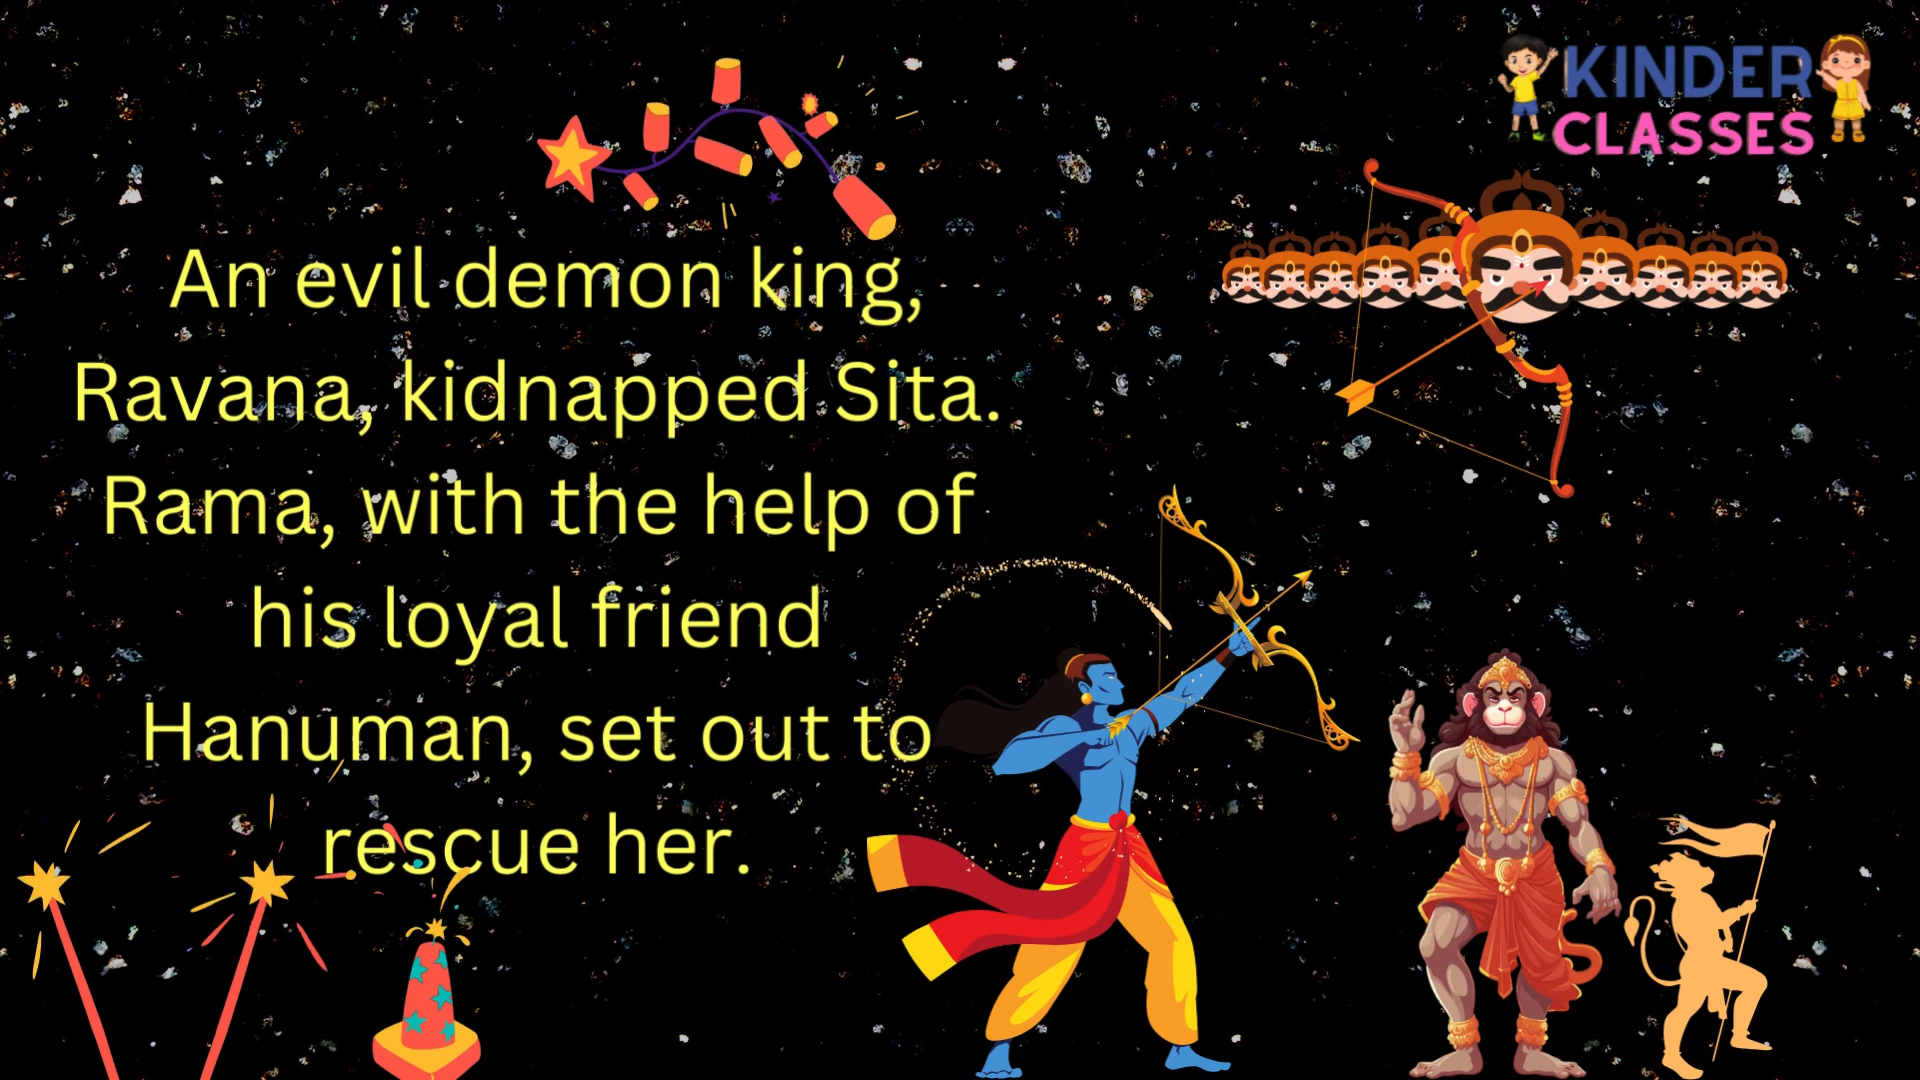 KINDER
CLASSES
An evil demon king,
Ravana, kidnapped Sita.
Rama, with the help of
his loyal friend
Hanuman, set out to
rescue her.